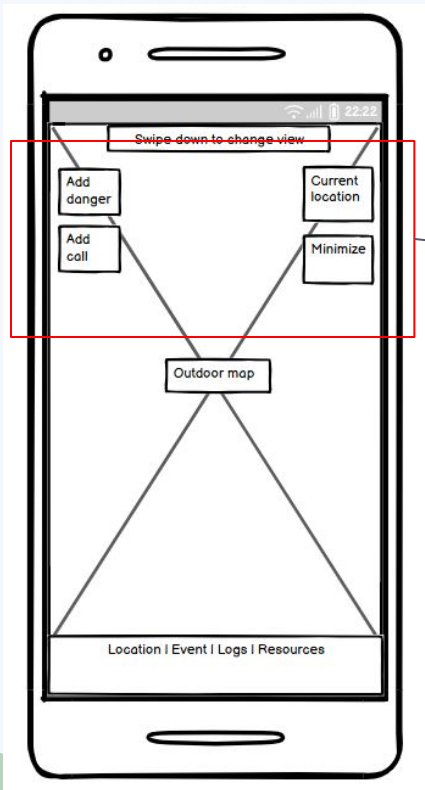 22:22
Swipe down to change view
Add
danger
Current
location
Add
call
Minimize
Outdoor map
Location | Event | Logs | Resources